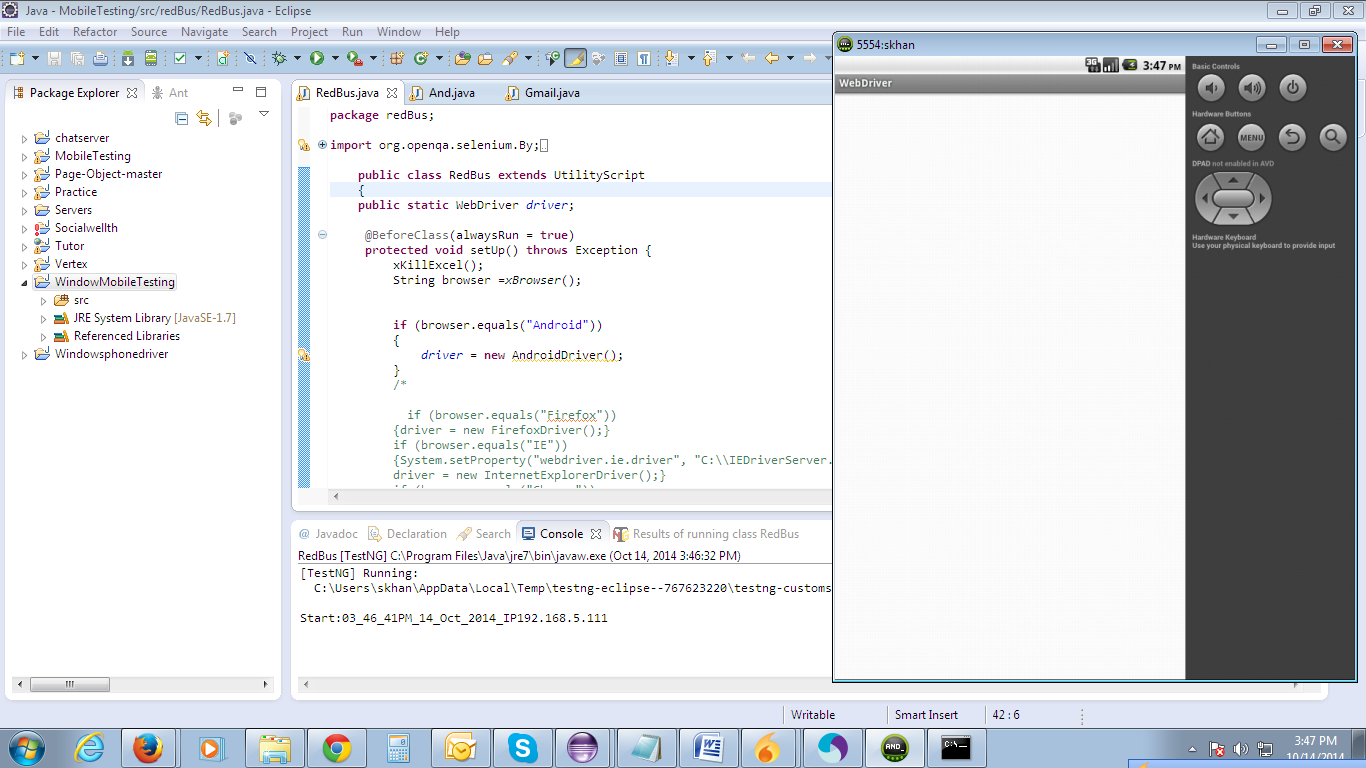 Java - MobileTesting/src/redBus/RedBus.java - Eclipse
File Edit Refactor Source Navigate Search Project Run Window Help
Package Explorer
Ant
chatserver
MobileTesting
Page-Object-master
Practice
Servers
Socialwellth
Tutor
Vertex
WindowMobileTesting
src
JRE System Library [JavaSE-1.7]
Referenced Libraries
Windowsphonedriver
RedBus.java
And.java
Gmail.java
package redBus;
import org.openqa.selenium.By;
public class RedBus extends UtilityScript
{
public static WebDriver driver;
@BeforeClass(alwaysRun = true)
protected void setUp() throws Exception {
xKillExcel();
String browser =xBrowser();
if (browser.equals("Android"))
{
driver = new AndroidDriver();
}
/*
if (browser.equals("Firefox"))
{driver = new FirefoxDriver();}
if (browser.equals("IE"))
{System.setProperty("webdriver.ie.driver", "C:\\IEDriverServer.
driver = new InternetExplorerDriver();}
@ Javadoc
Declaration
Search
Console
Results of running class RedBus
RedBus [TestNG] C:\Program Files\Java\jre7\bin\javaw.exe (Oct 14, 2014 3:46:32 PM)
[TestNG] Running:
C:\Users\skhan\AppData\Local\Temp\testng-eclipse--767623220\testng-customs
Start:03_46_41PM_14_Oct_2014_IP192.168.5.111
Writable
Smart Insert
42 : 6
5554:skhan
3G
3:47 PM
WebDriver
Basic Controls
Hardware Buttons
MENU
DPAD not enabled in AVD
Hardware Keyboard
Use your physical keyboard to provide input
AND_
C:\_
3:47 PM
10/14/2014